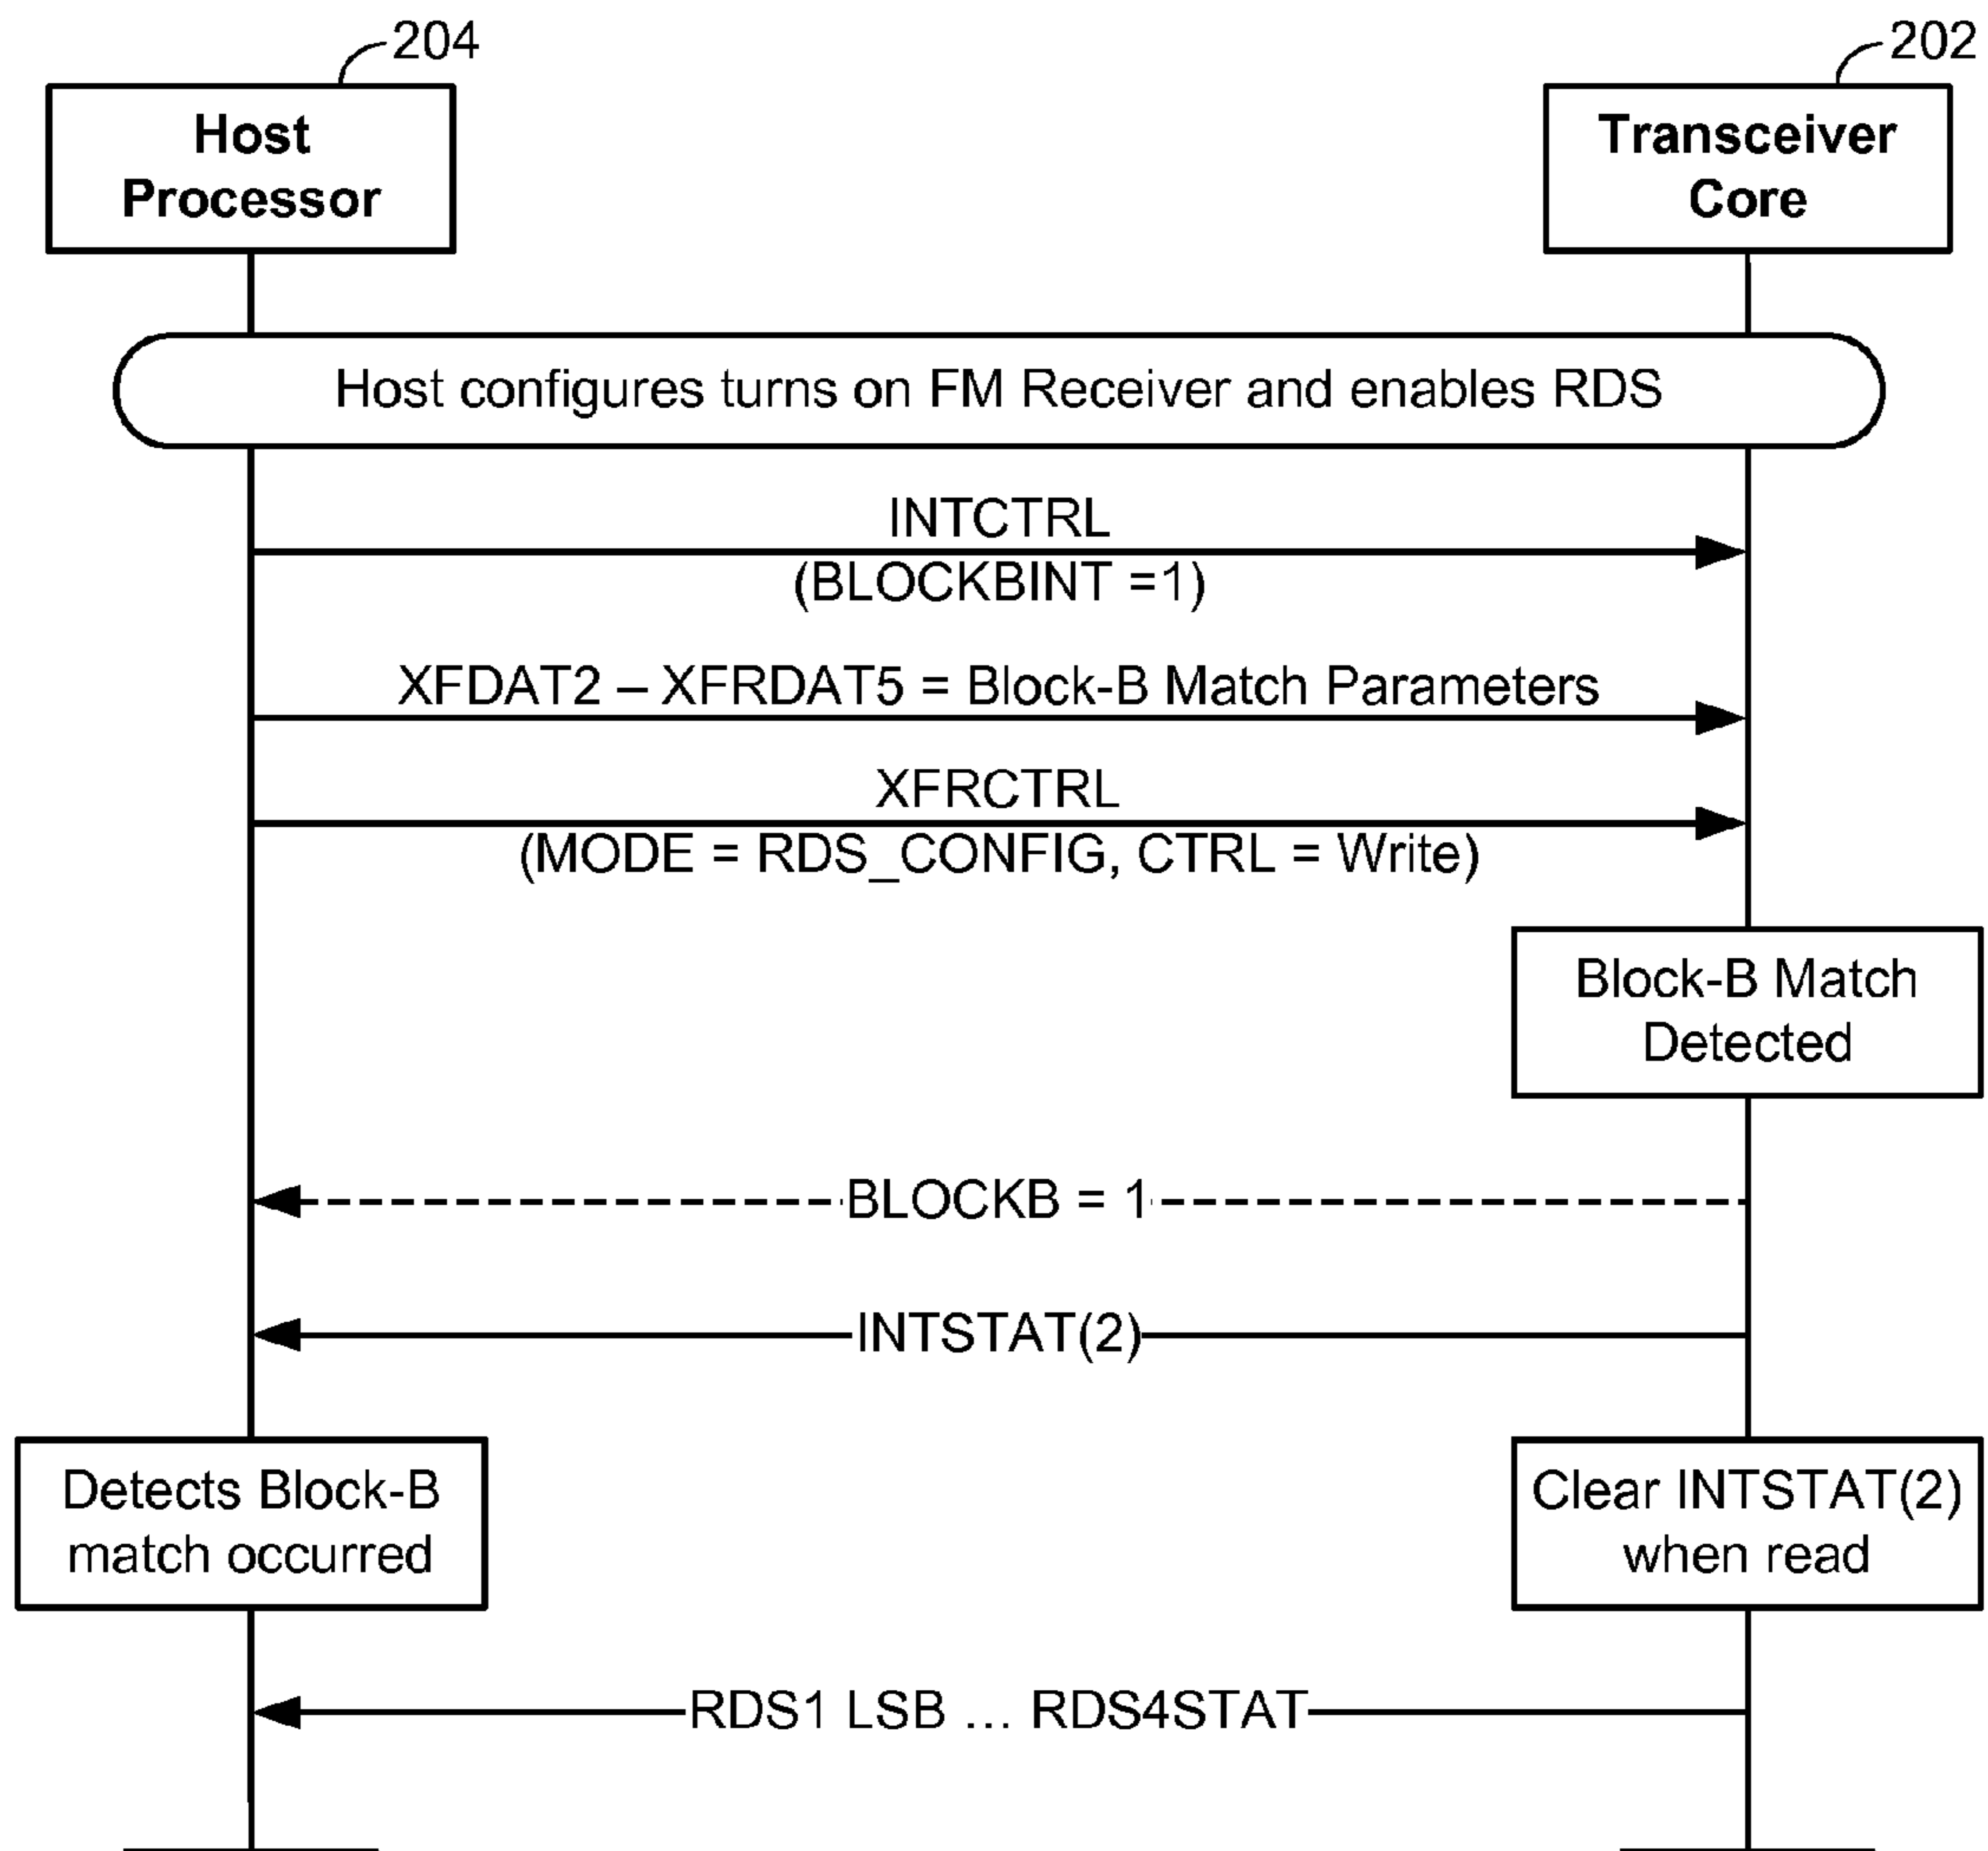 204
202
Host
Processor
Transceiver
Core
Host configures turns on FM Receiver and enables RDS
INTCTRL
(BLOCKBINT =1)
XFDAT2 – XFRDAT5 = Block-B Match Parameters
XFRCTRL
(MODE = RDS_CONFIG, CTRL = Write)
Block-B Match
Detected
BLOCKB = 1
INTSTAT(2)
Detects Block-B
match occurred
Clear INTSTAT(2)
when read
RDS1 LSB ... RDS4STAT